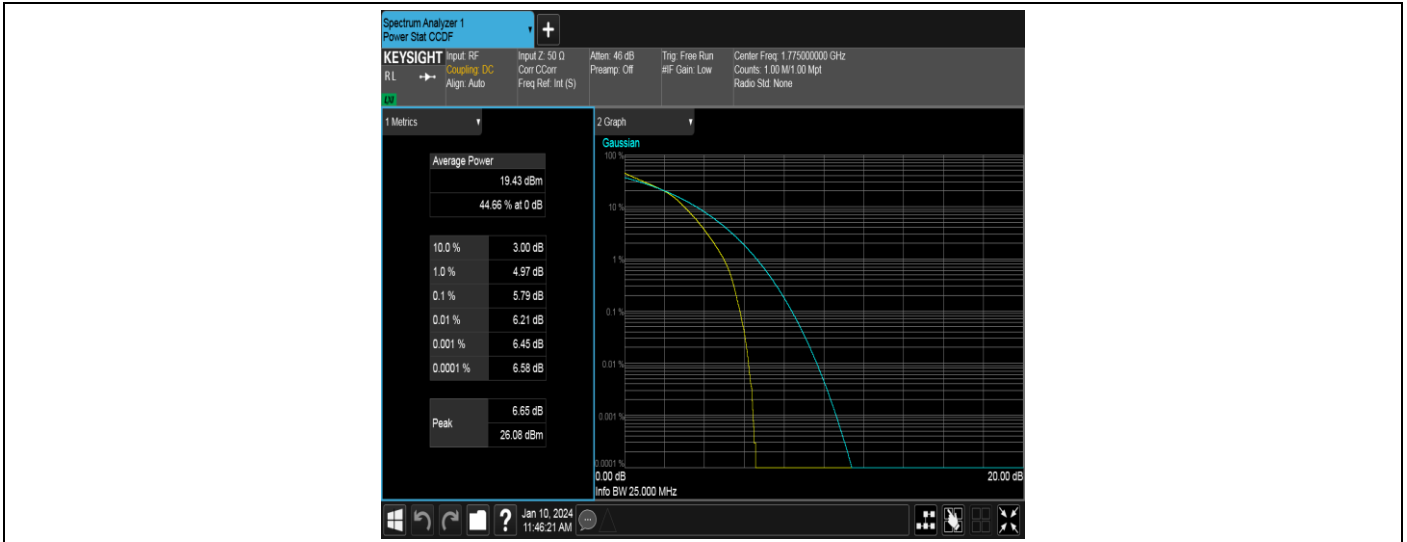 Spectrum Analyzer 1
Power Stat CCDF
+
KEYSIGHT
RL
LXI
Input: RF
Coupling: DC
Align: Auto
Input Z: 50 Ω
Corr CCorr
Freq Ref: Int (S)
Atten: 46 dB
Preamp: Off
Trig: Free Run
#IF Gain: Low
Center Freq: 1.775000000 GHz
Counts: 1.00 M/1.00 Mpt
Radio Std: None
1 Metrics
Average Power
19.43 dBm
44.66 % at 0 dB
10.0 % 3.00 dB
1.0 % 4.97 dB
0.1 % 5.79 dB
0.01 % 6.21 dB
0.001 % 6.45 dB
0.0001 % 6.58 dB
Peak
6.65 dB
26.08 dBm
2 Graph
Gaussian
100 %
10 %
1 %
0.1 %
0.01 %
0.001 %
0.0001 %
0.00 dB 20.00 dB
Info BW 25.000 MHz
?
Jan 10, 2024
11:46:21 AM